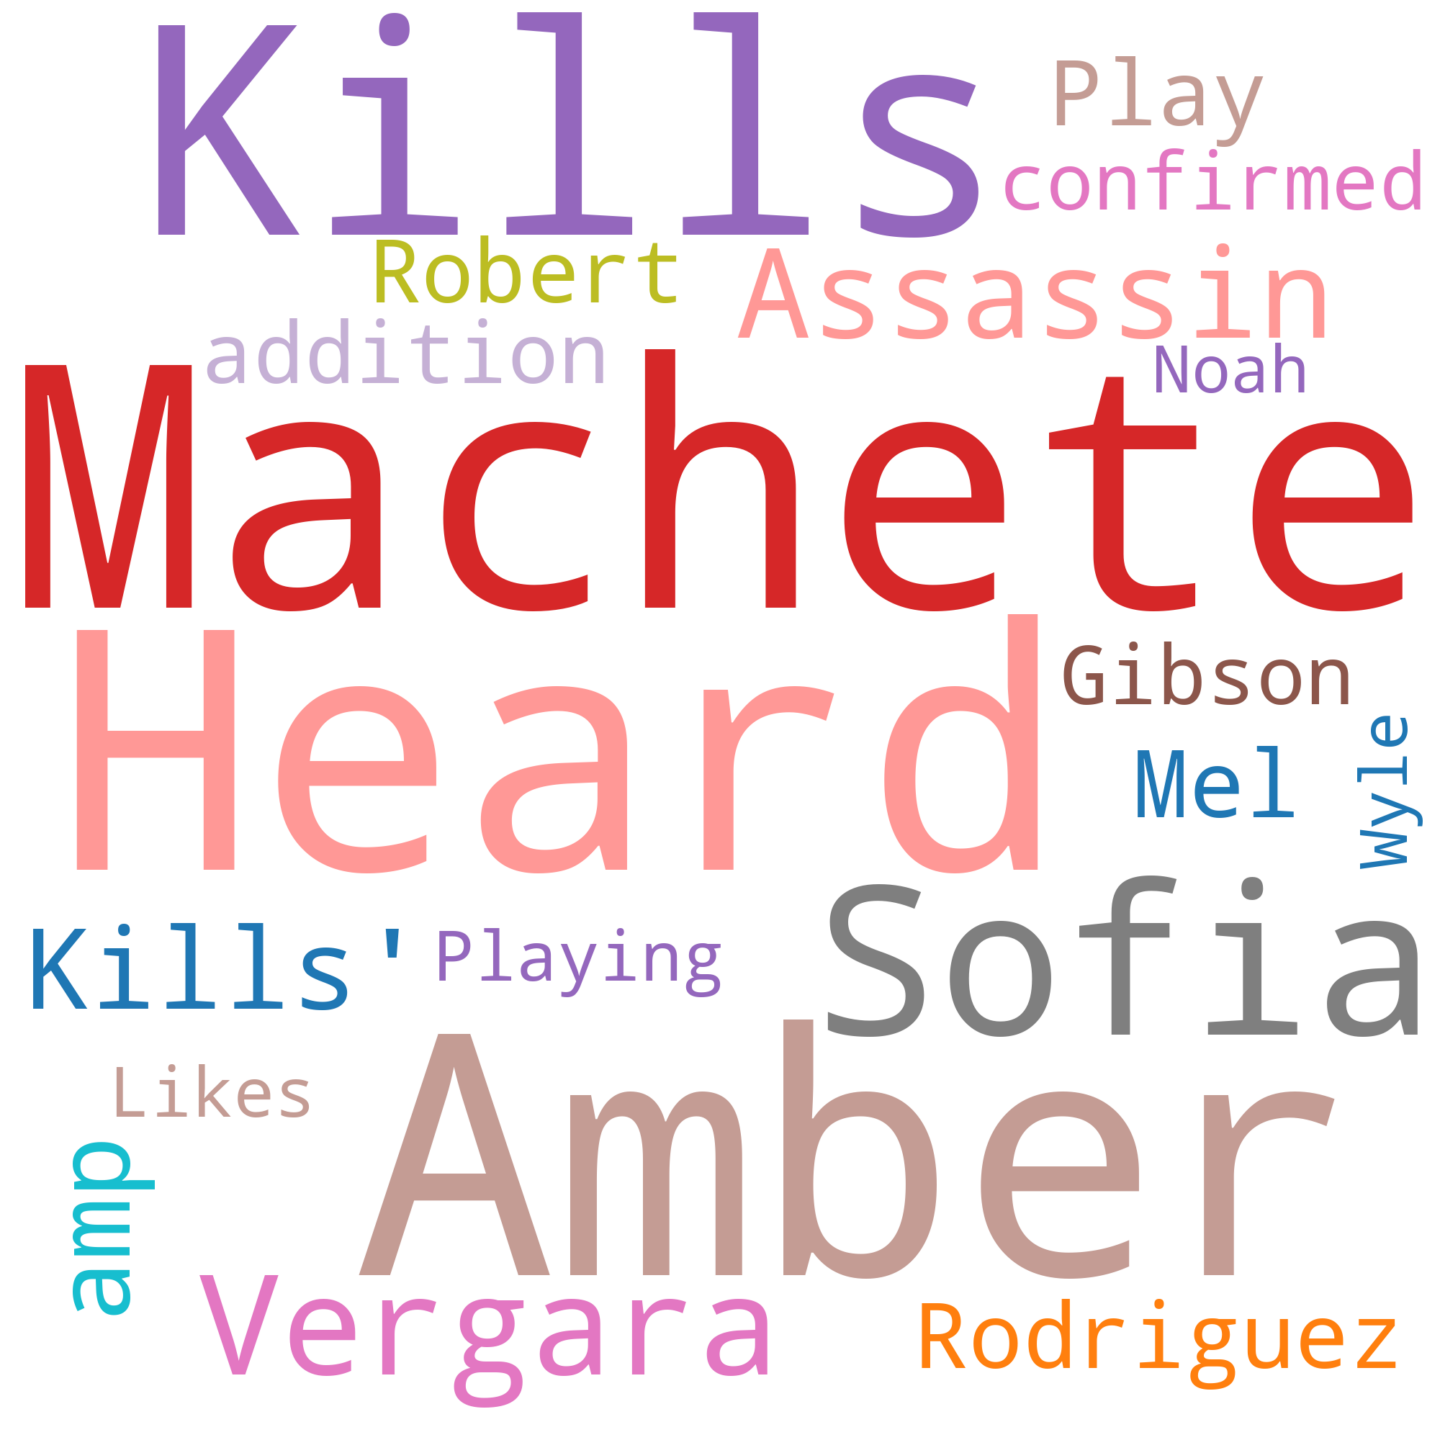 Kills
Play
confirmed
Robert
Assassin
addition
Noah
Machete
Heard
Gibson
Mel
Wyle
Sofia
Kills'
Playing
Amber
Likes
amp
Vergara
Rodriguez